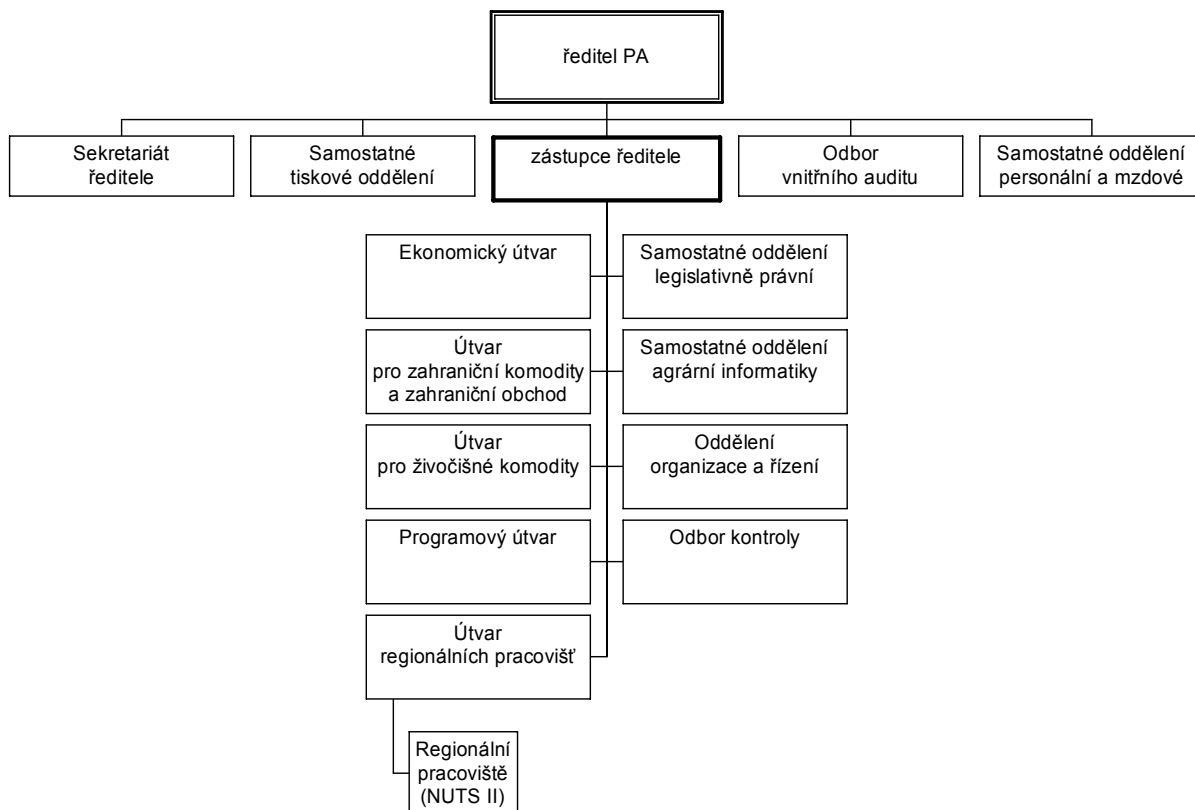 ředitel PA
Sekretariát
ředitele
Samostatné
tiskové oddělení
zástupce ředitele
Odbor
vnitřního auditu
Samostatné oddělení
personální a mzdové
Ekonomický útvar
Samostatné oddělení
legislativně právní
Útvar
pro zahraniční komodity
a zahraniční obchod
Samostatné oddělení
agrární informatiky
Útvar
pro živočišné komodity
Oddělení
organizace a řízení
Programový útvar
Odbor kontroly
Útvar
regionálních pracovišť
Regionální
pracoviště
(NUTS II)